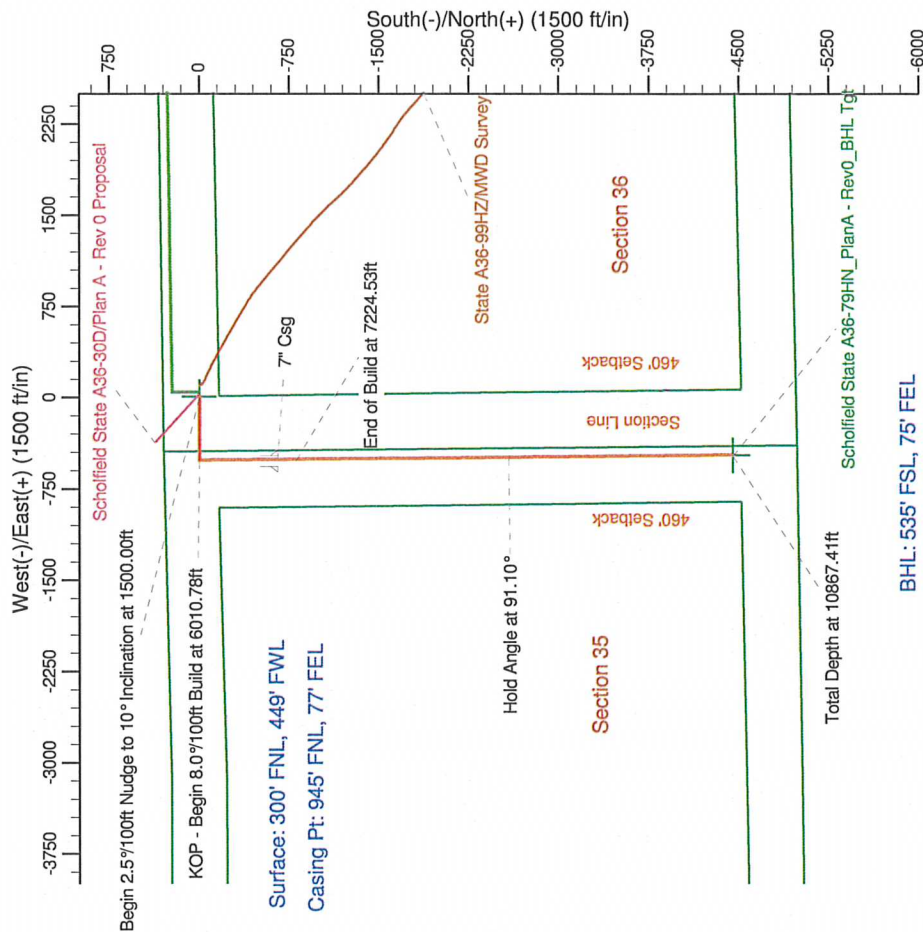 West(-)/East(+) (1500 ft/in)
-3750
-3000
-2250
-1500
-750
0
750
1500
2250
South(-)/North(+) (1500 ft/in)
750
0
-750
-1500
-2250
-3000
-3750
-4500
-5250
-6000
Begin 2.5°/100ft Nudge to 10° Inclination at 1500.00ft
Scholfield State A36-30D/Plan A - Rev 0 Proposal
KOP - Begin 8.0°/100ft Build at 6010.78ft
Surface: 300' FNL, 449' FWL
Casing Pt: 945' FNL, 77' FEL
7" Csg
End of Build at 7224.53ft
State A36-99HZ/MWD Survey
Hold Angle at 91.10°
Section 35
Section 36
460' Setback
Section Line
460' Setback
Total Depth at 10867.41ft
Scholfield State A36-79HN_PlanA - Rev0_BHL Tgt
BHL: 535' FSL, 75' FEL